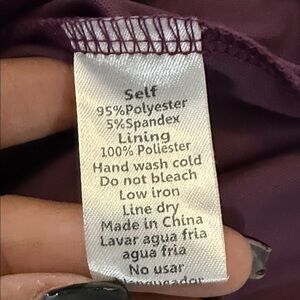 Self
95%Polyester
5%Spandex
Lining
100% Poliester
Hand wash cold
Do not bleach
Low iron
Line dry
Made in China
Lavar agua fria
agua fria
No usar